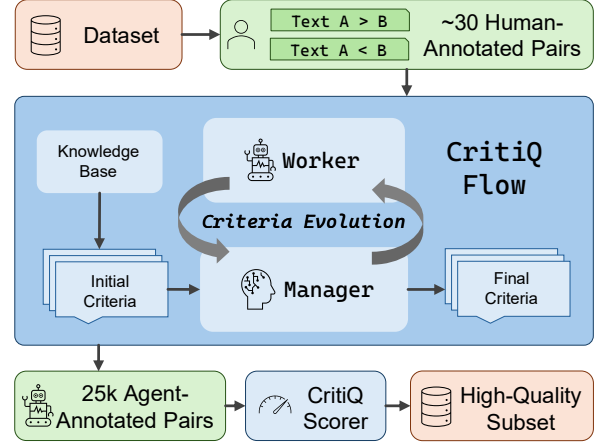 Dataset
Text A > B
Text A < B
~30 Human-
Annotated Pairs
Knowledge
Base
Worker
CritiQ
Flow
Criteria Evolution
Initial
Criteria
Manager
Final
Criteria
25k Agent-
Annotated Pairs
CritiQ
Scorer
High-Quality
Subset